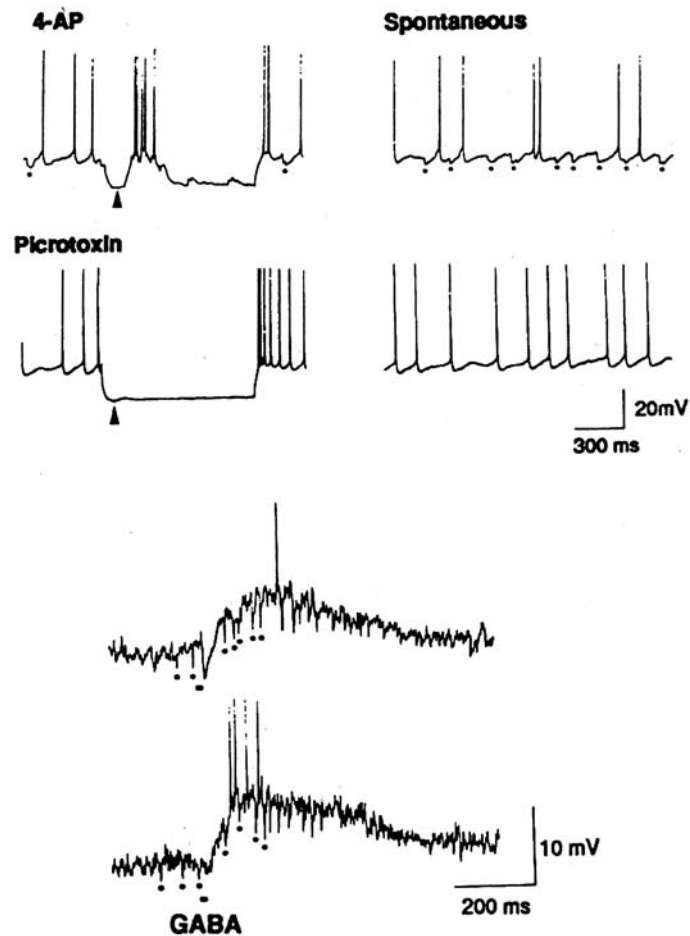 4-AP
Spontaneous
Picrotoxin
20mV
300 ms
10 mV
200 ms
GABA